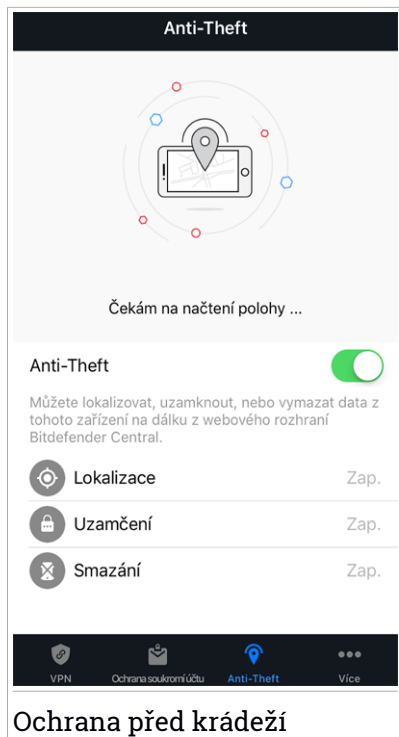 Anti-Theft
Čekám na načtení polohy ...
Anti-Theft
Můžete lokalizovat, uzamknout, nebo vymazat data z
tohoto zařízení na dálku z webového rozhraní
Bitdefender Central.
Lokalizace Zap.
Uzamčení Zap.
Smazání Zap.
VPN Ochrana soukromí účtu Anti-Theft Více
Ochrana před krádeží